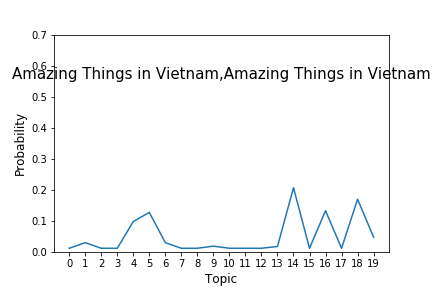 0.7
Amazing Things in Vietnam,Amazing Things in Vietnam
0.6
0.5
0.4
0.3
0.2
0.1
0.0
Probability
0 1 2 3 4 5 6 7 8 9 10 11 12 13 14 15 16 17 18 19
Topic